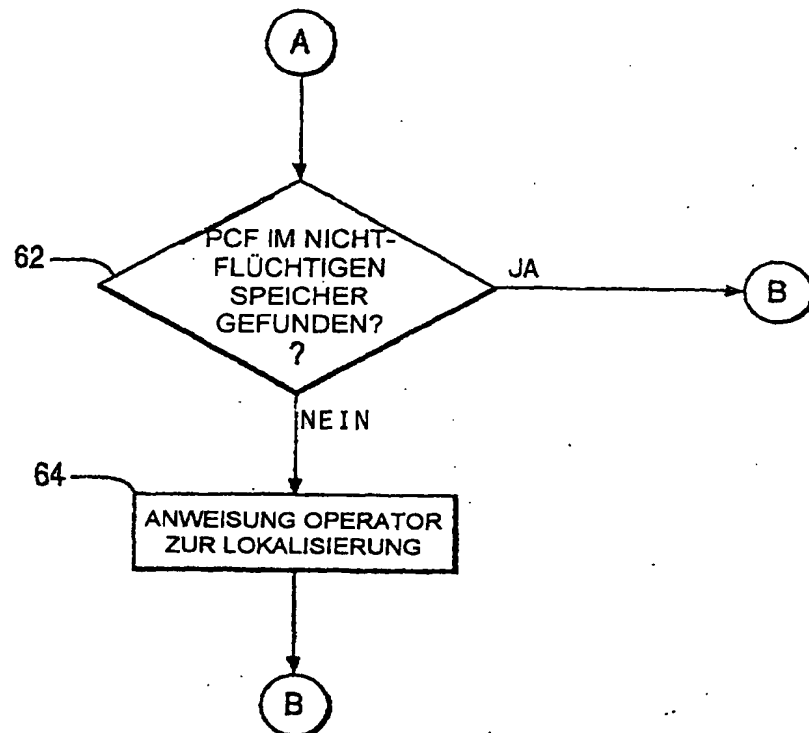 A
62
PCF IM NICHT-
FLÜCHTIGEN
SPEICHER
GEFUNDEN?
?
JA
B
NEIN
64
ANWEISUNG OPERATOR
ZUR LOKALISIERUNG
B